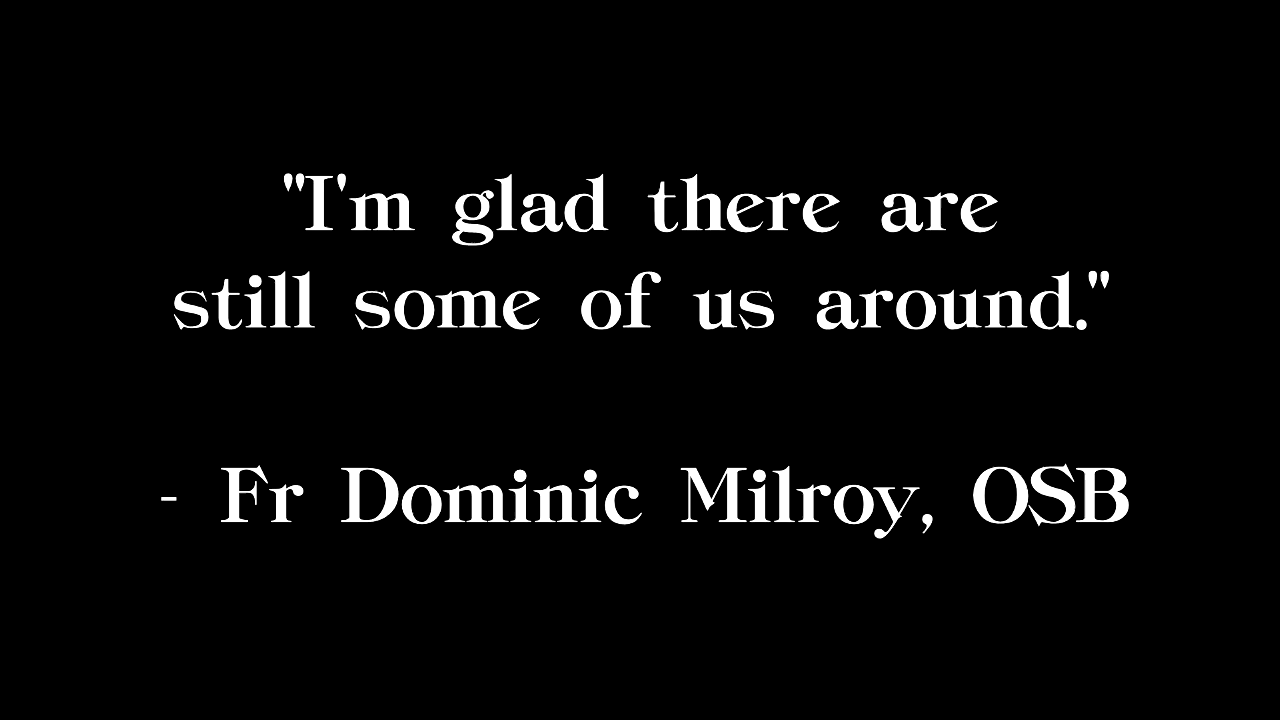 "I'm glad there are
still some of us around."
- Fr Dominic Milroy, OSB